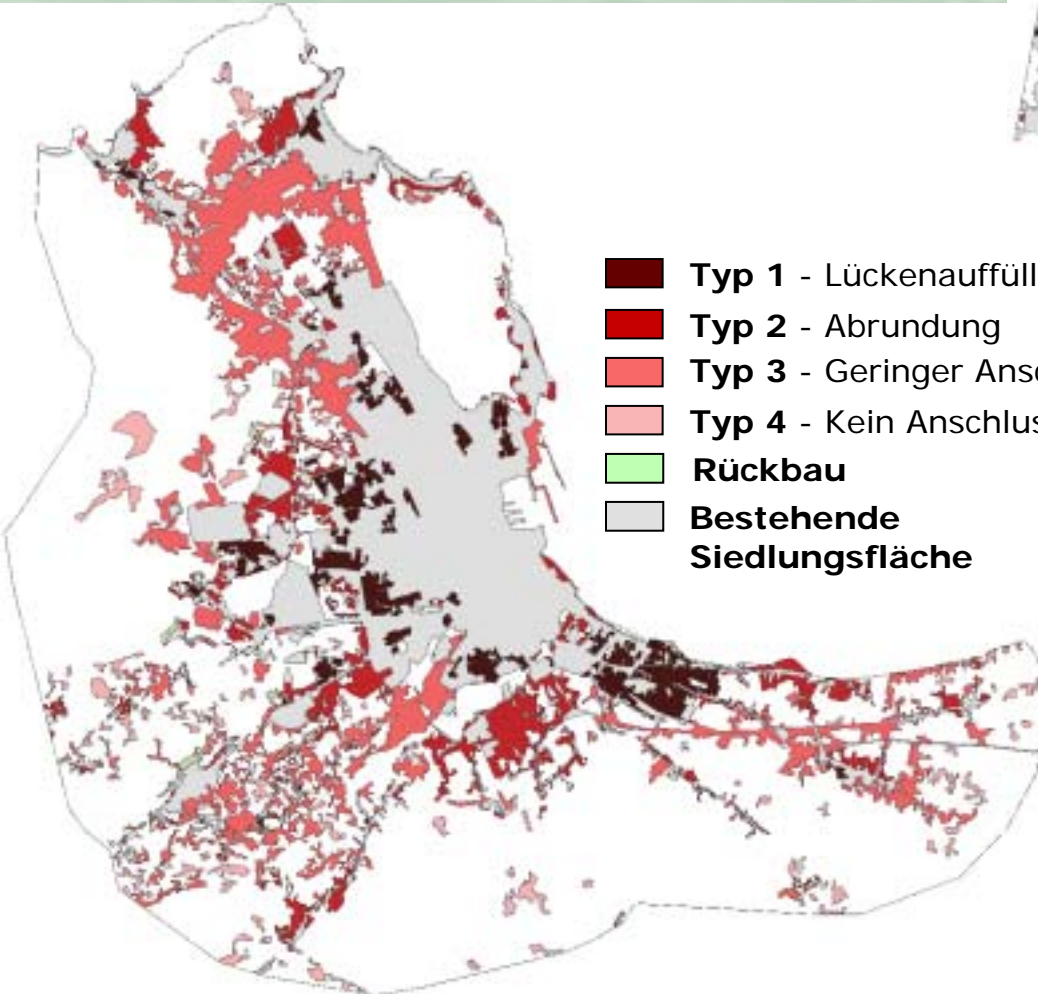 Typ 1 - Lückenauffüll
Typ 2 - Abrundung
Typ 3 - Geringer Ansc
Typ 4 - Kein Anschlus
Rückbau
Bestehende
Siedlungsfläche